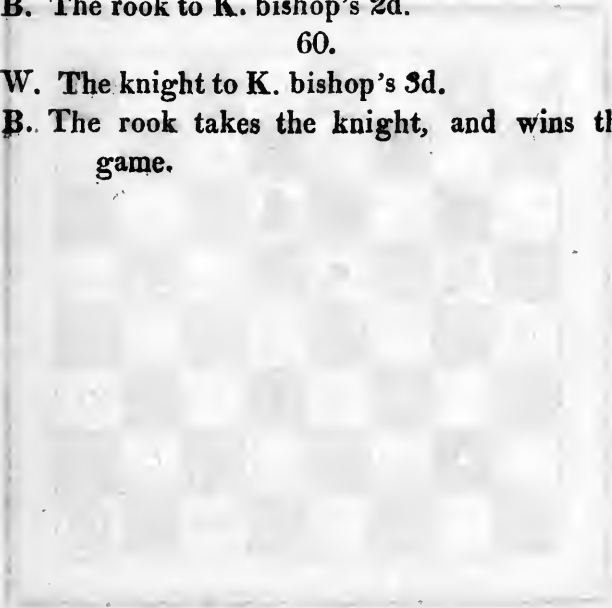 B. The rook to K. bishop's 2d.
60.
W. The knight to K. bishop's 3d.
B. The rook takes the knight, and wins th
game.